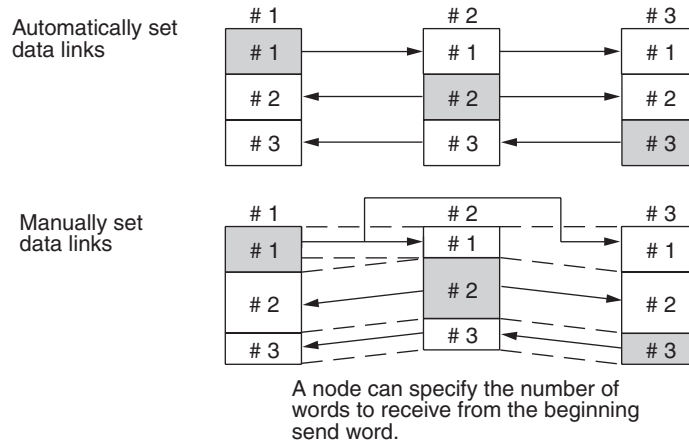 Automatically set
data links
# 1 # 2 # 3
# 1 # 1 # 1
# 2 # 2 # 2
# 3 # 3 # 3
Manually set
data links
# 1 # 2 # 3
# 1 # 1 # 1
# 2 # 2 # 2
# 3 # 3 # 3
A node can specify the number of
words to receive from the beginning
send word.